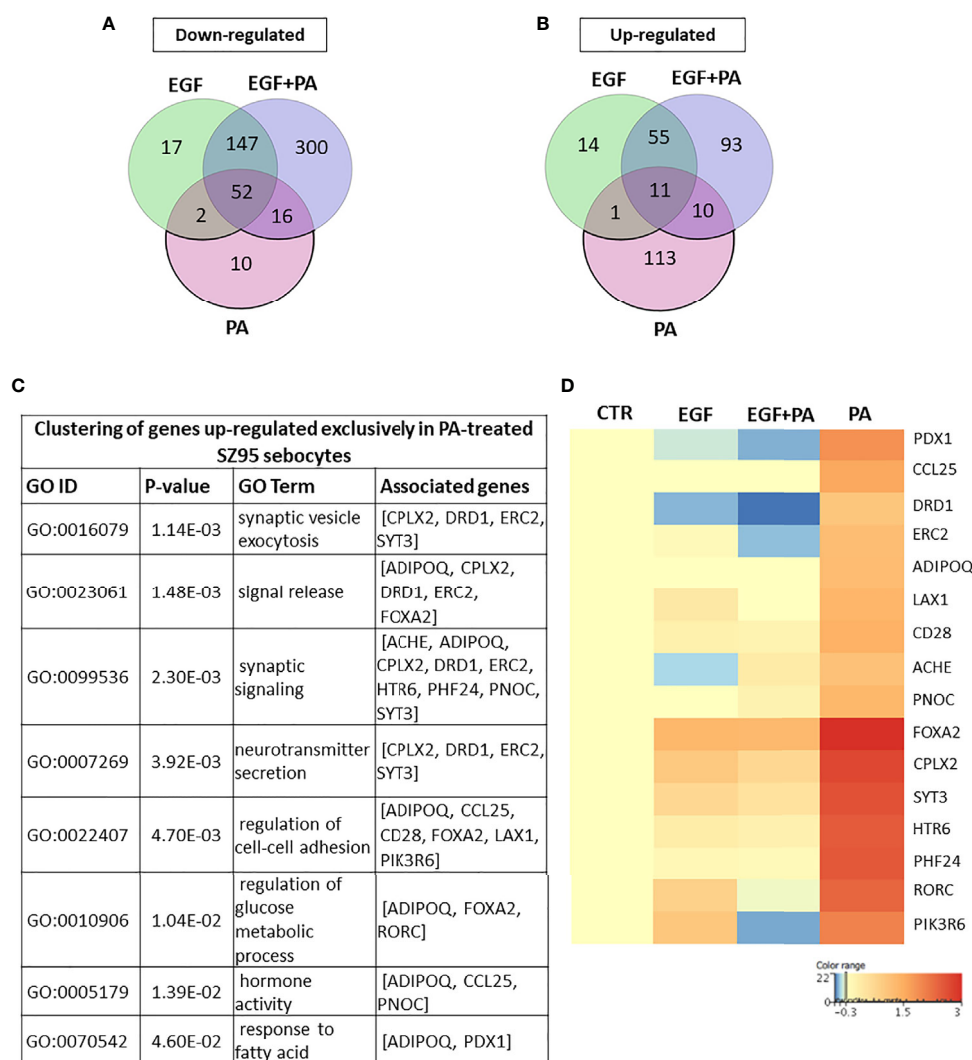 A
Down-regulated
EGF
EGF+PA
17
147
300
52
2
16
10
PA
B
Up-regulated
EGF
EGF+PA
14
55
93
11
1
10
113
PA
C
Clustering of genes up-regulated exclusively in PA-treated
SZ95 sebocytes
GO ID P-value GO Term Associated genes
GO:0016079 1.14E-03 synaptic vesicle exocytosis [CPLX2, DRD1, ERC2, SYT3]
GO:0023061 1.48E-03 signal release [ADIPOQ, CPLX2, DRD1, ERC2, FOXA2]
GO:0099536 2.30E-03 synaptic signaling [ACHE, ADIPOQ, CPLX2, DRD1, ERC2, HTR6, PHF24, PNOC, SYT3]
GO:0007269 3.92E-03 neurotransmitter secretion [CPLX2, DRD1, ERC2, SYT3]
GO:0022407 4.70E-03 regulation of cell-cell adhesion [ADIPOQ, CCL25, CD28, FOXA2, LAX1, PIK3R6]
GO:0010906 1.04E-02 regulation of glucose metabolic process [ADIPOQ, FOXA2, RORC]
GO:0005179 1.39E-02 hormone activity [ADIPOQ, CCL25, PNOC]
GO:0070542 4.60E-02 response to fatty acid [ADIPOQ, PDX1]
D
CTR EGF EGF+PA PA
PDX1
CCL25
DRD1
ERC2
ADIPOQ
LAX1
CD28
ACHE
PNOC
FOXA2
CPLX2
SYT3
HTR6
PHF24
RORC
PIK3R6
Color range
22
0
-0.3 1.5 3